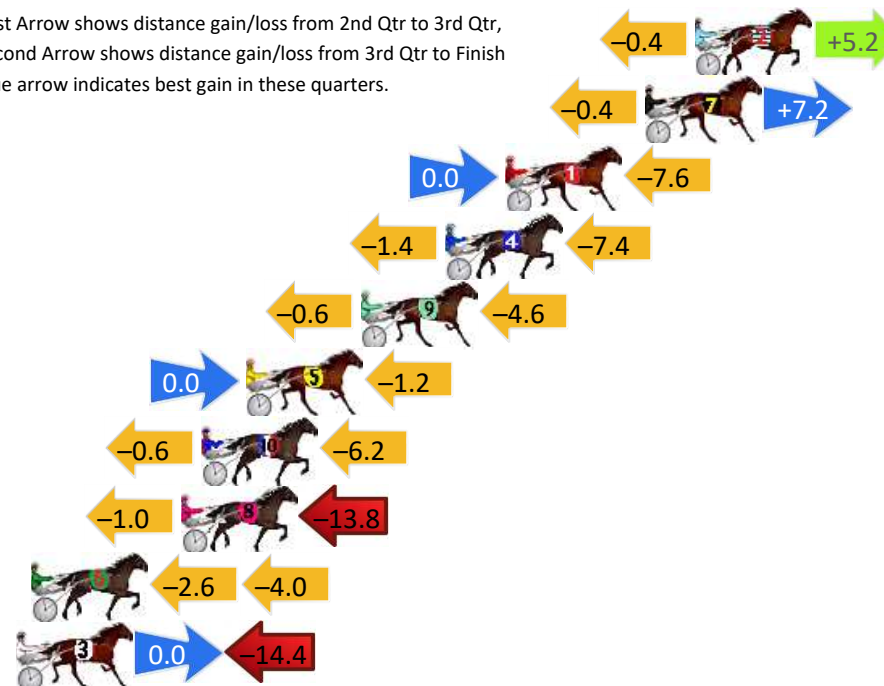 st Arrow shows distance gain/loss from 2nd Qtr to 3rd Qtr,
cond Arrow shows distance gain/loss from 3rd Qtr to Finish
ue arrow indicates best gain in these quarters.
–0.4 2 +5.2
–0.4 7 +7.2
0.0 1 –7.6
–1.4 4 –7.4
–0.6 9 –4.6
0.0 5 –1.2
–0.6 10 –6.2
–1.0 8 –13.8
6 –2.6 –4.0
3 0.0 –14.4